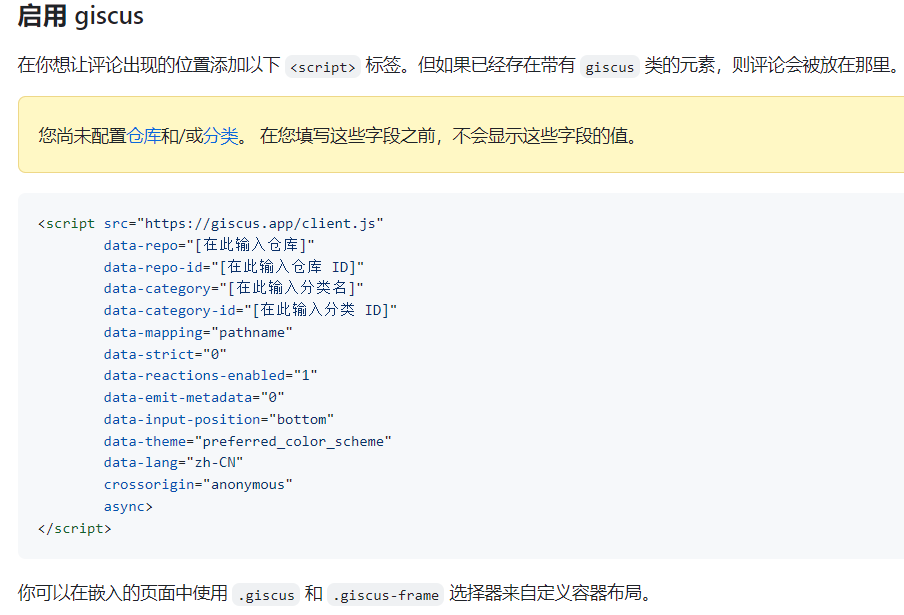 启用 giscus
在你想让评论出现的位置添加以下 <script> 标签。但如果已经存在带有 giscus 类的元素，则评论会被放在那里。
您尚未配置仓库和/或分类。 在您填写这些字段之前，不会显示这些字段的值。
<script src="https://giscus.app/client.js"
data-repo="[在此输入仓库]"
data-repo-id="[在此输入仓库 ID]"
data-category="[在此输入分类名]"
data-category-id="[在此输入分类 ID]"
data-mapping="pathname"
data-strict="0"
data-reactions-enabled="1"
data-emit-metadata="0"
data-input-position="bottom"
data-theme="preferred_color_scheme"
data-lang="zh-CN"
crossorigin="anonymous"
async>
</script>
你可以在嵌入的页面中使用 .giscus 和 .giscus-frame 选择器来自定义容器布局。